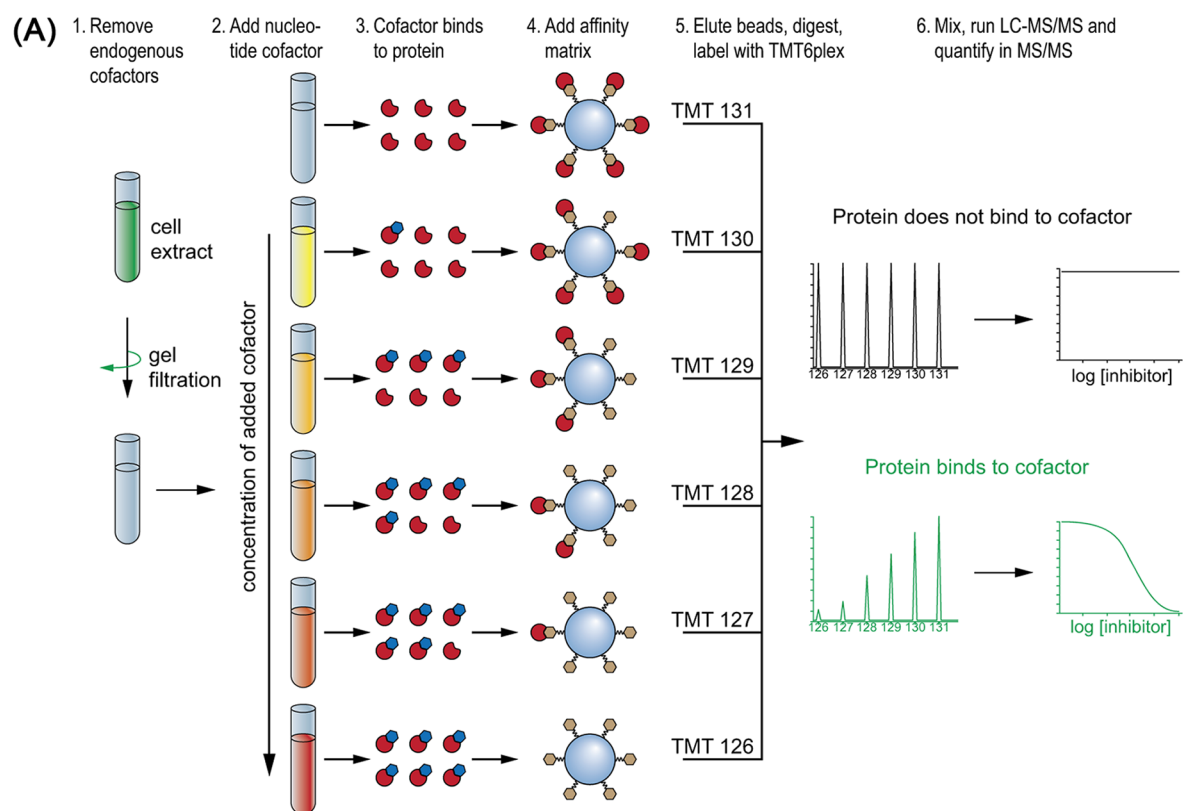 (A)
1. Remove
endogenous
cofactors
2. Add nucleo-
tide cofactor
3. Cofactor binds
to protein
4. Add affinity
matrix
5. Elute beads, digest,
label with TMT6plex
6. Mix, run LC-MS/MS and
quantify in MS/MS
cell
extract
gel
filtration
concentration of added cofactor
TMT 131
TMT 130
TMT 129
TMT 128
TMT 127
TMT 126
Protein does not bind to cofactor
126 127 128 129 130 131
log [inhibitor]
Protein binds to cofactor
126 127 128 129 130 131
log [inhibitor]